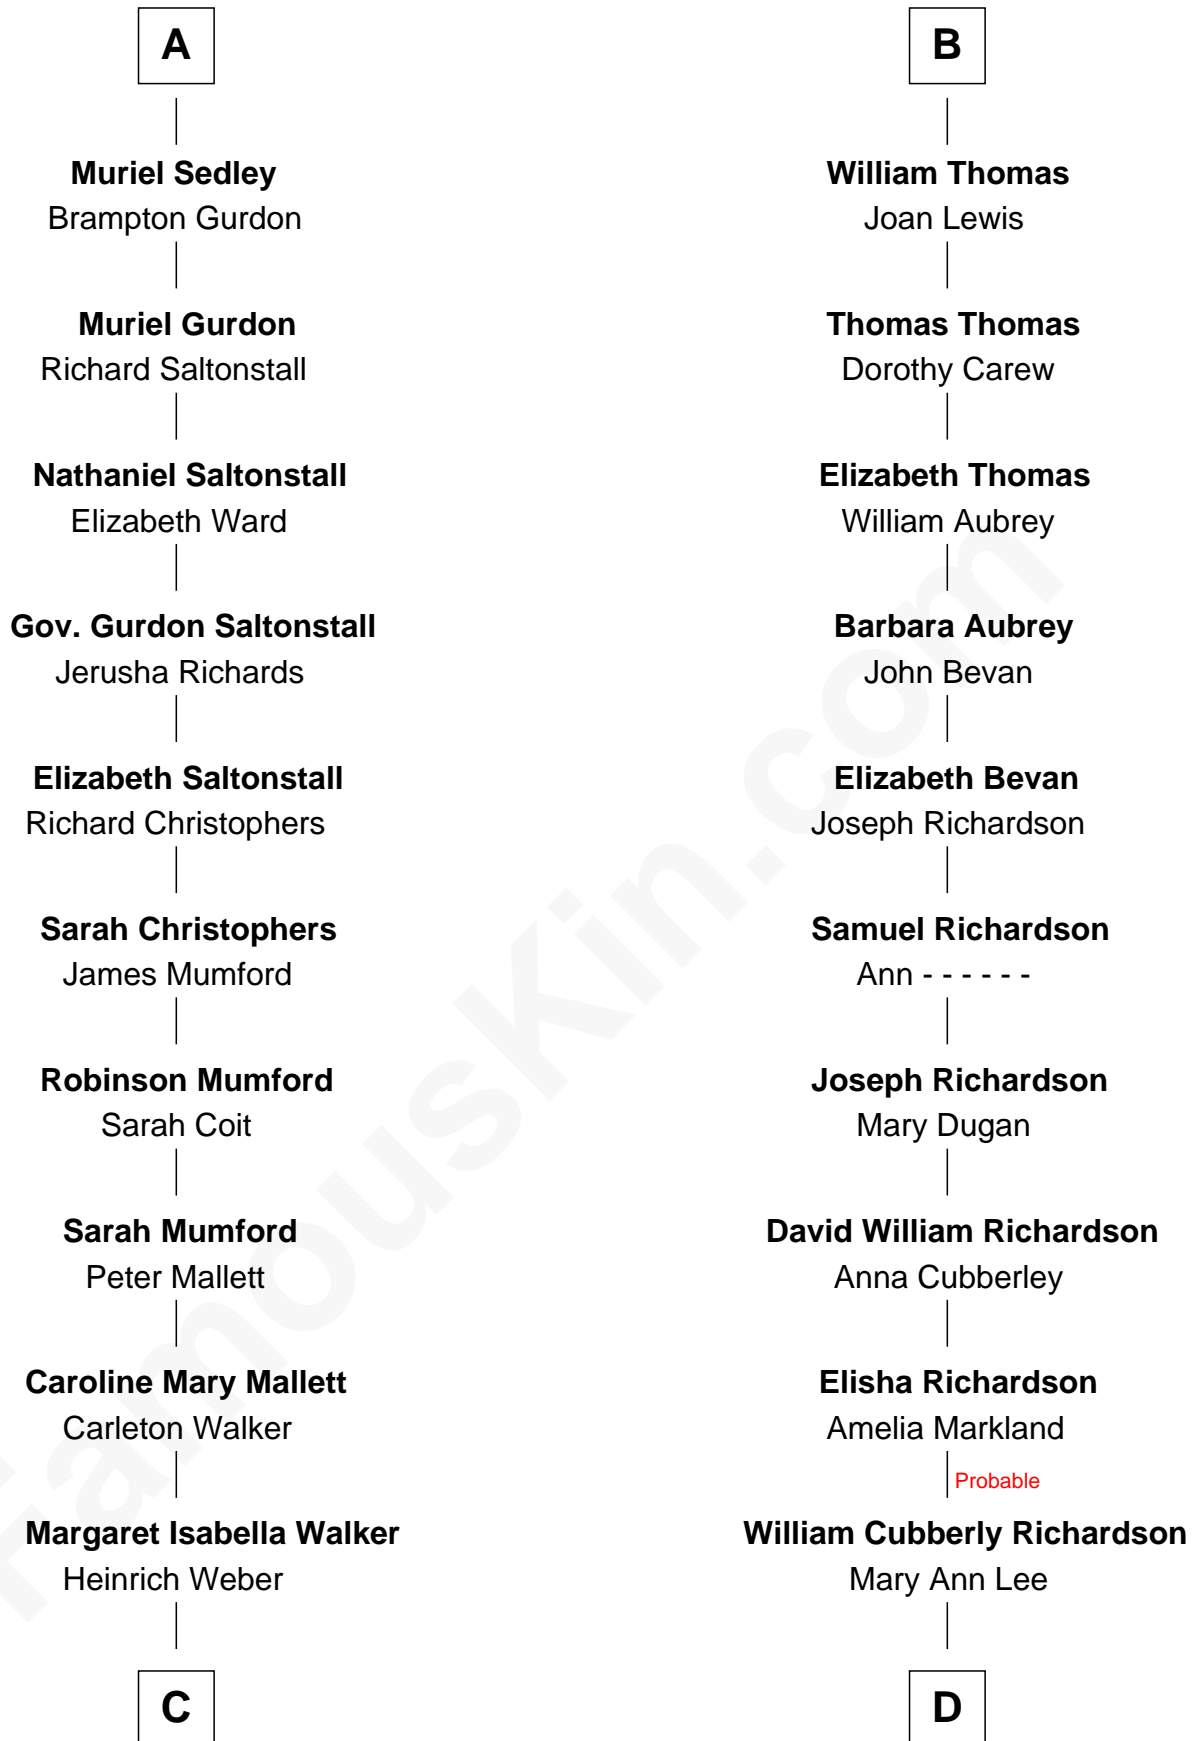 A
Muriel Sedley
Brampton Gurdon
Muriel Gurdon
Richard Saltonstall
Nathaniel Saltonstall
Elizabeth Ward
Gov. Gurdon Saltonstall
Jerusha Richards
Elizabeth Saltonstall
Richard Christophers
Sarah Christophers
James Mumford
Robinson Mumford
Sarah Coit
Sarah Mumford
Peter Mallett
Caroline Mary Mallett
Carleton Walker
Margaret Isabella Walker
Heinrich Weber
C
B
William Thomas
Joan Lewis
Thomas Thomas
Dorothy Carew
Elizabeth Thomas
William Aubrey
Barbara Aubrey
John Bevan
Elizabeth Bevan
Joseph Richardson
Samuel Richardson
Ann - - - - - -
Joseph Richardson
Mary Dugan
David William Richardson
Anna Cubberley
Elisha Richardson
Amelia Markland
Probable
William Cubberly Richardson
Mary Ann Lee
D
FamousKin.com